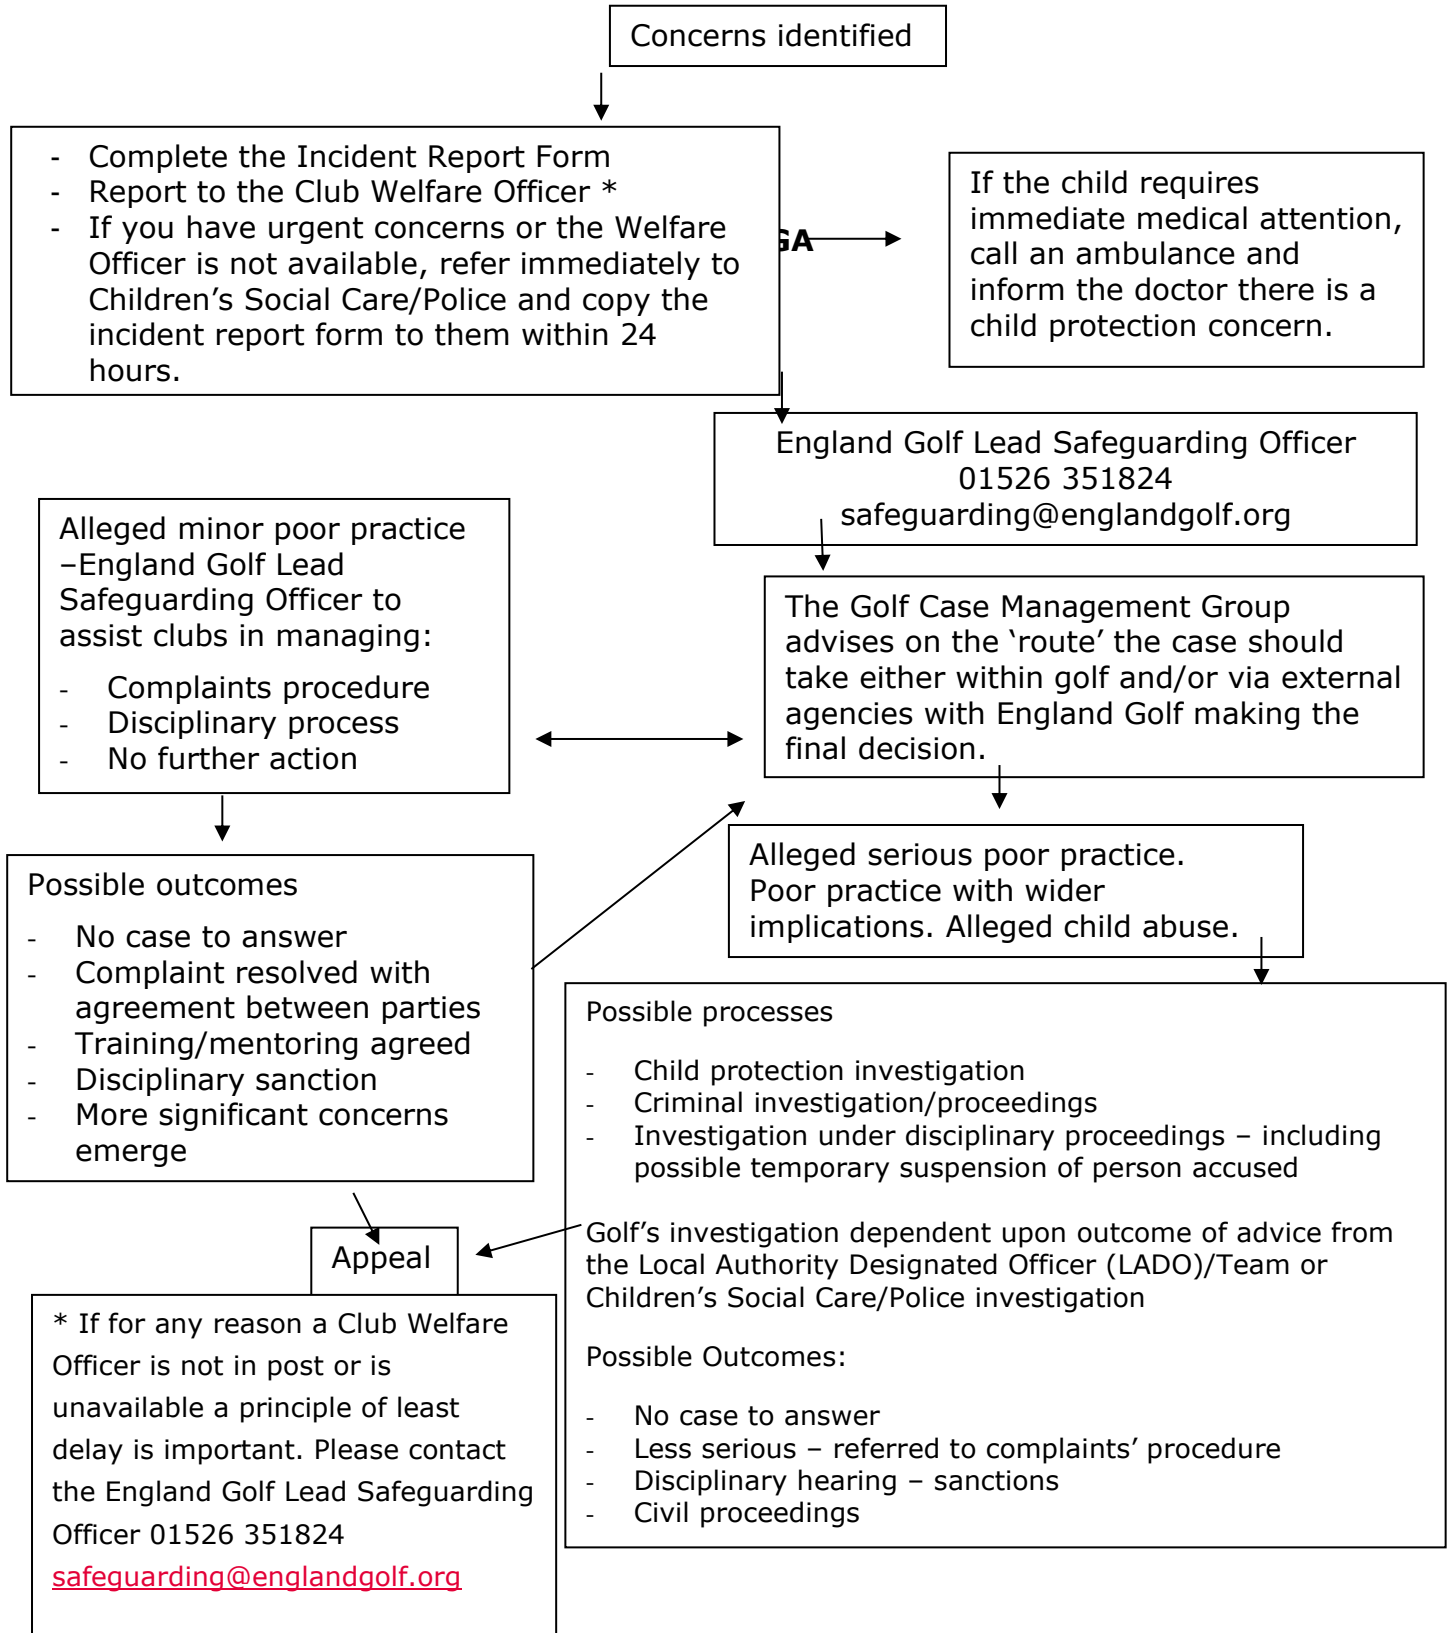 Concerns identified
- Complete the Incident Report Form
- Report to the Club Welfare Officer *
- If you have urgent concerns or the Welfare
Officer is not available, refer immediately to
Children’s Social Care/Police and copy the
incident report form to them within 24
hours.
GA
If the child requires
immediate medical attention,
call an ambulance and
inform the doctor there is a
child protection concern.
England Golf Lead Safeguarding Officer
01526 351824
safeguarding@englandgolf.org
Alleged minor poor practice
–England Golf Lead
Safeguarding Officer to
assist clubs in managing:
- Complaints procedure
- Disciplinary process
- No further action
The Golf Case Management Group
advises on the ‘route’ the case should
take either within golf and/or via external
agencies with England Golf making the
final decision.
Alleged serious poor practice.
Poor practice with wider
implications. Alleged child abuse.
Possible outcomes
- No case to answer
- Complaint resolved with
agreement between parties
- Training/mentoring agreed
- Disciplinary sanction
- More significant concerns
emerge
Possible processes
- Child protection investigation
- Criminal investigation/proceedings
- Investigation under disciplinary proceedings – including
possible temporary suspension of person accused
Golf’s investigation dependent upon outcome of advice from
the Local Authority Designated Officer (LADO)/Team or
Children’s Social Care/Police investigation
Possible Outcomes:
- No case to answer
- Less serious – referred to complaints’ procedure
- Disciplinary hearing – sanctions
- Civil proceedings
Appeal
* If for any reason a Club Welfare
Officer is not in post or is
unavailable a principle of least
delay is important. Please contact
the England Golf Lead Safeguarding
Officer 01526 351824
safeguarding@englandgolf.org